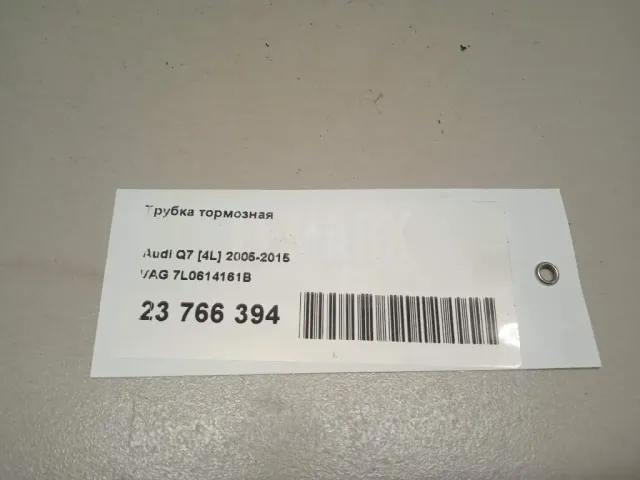 Трубка тормозная
Audi Q7 [4L] 2005-2015
VAG 7L0614161B
23 766 394